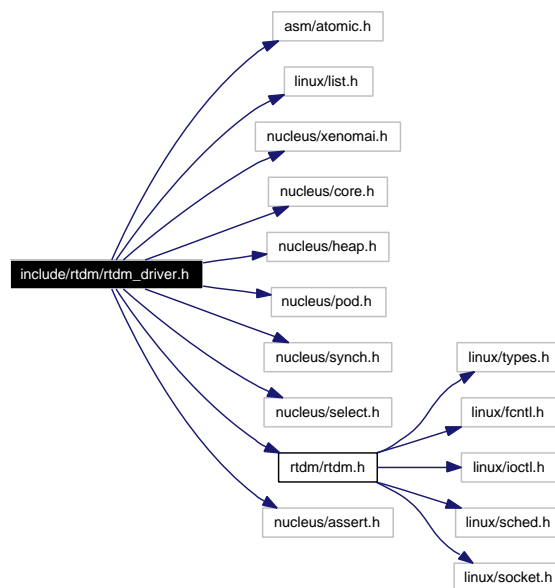 asm/atomic.h
linux/list.h
nucleus/xenomai.h
nucleus/core.h
nucleus/heap.h
include/rtdm/rtdm_driver.h
nucleus/pod.h
nucleus/synch.h
nucleus/select.h
rtdm/rtdm.h
nucleus/assert.h
linux/types.h
linux/fcntl.h
linux/ioctl.h
linux/sched.h
linux/socket.h